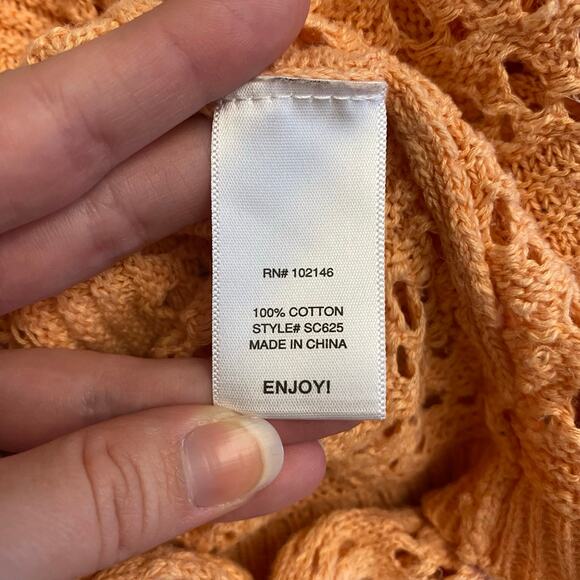 RN# 102146
100% COTTON
STYLE# SC625
MADE IN CHINA
ENJOY!